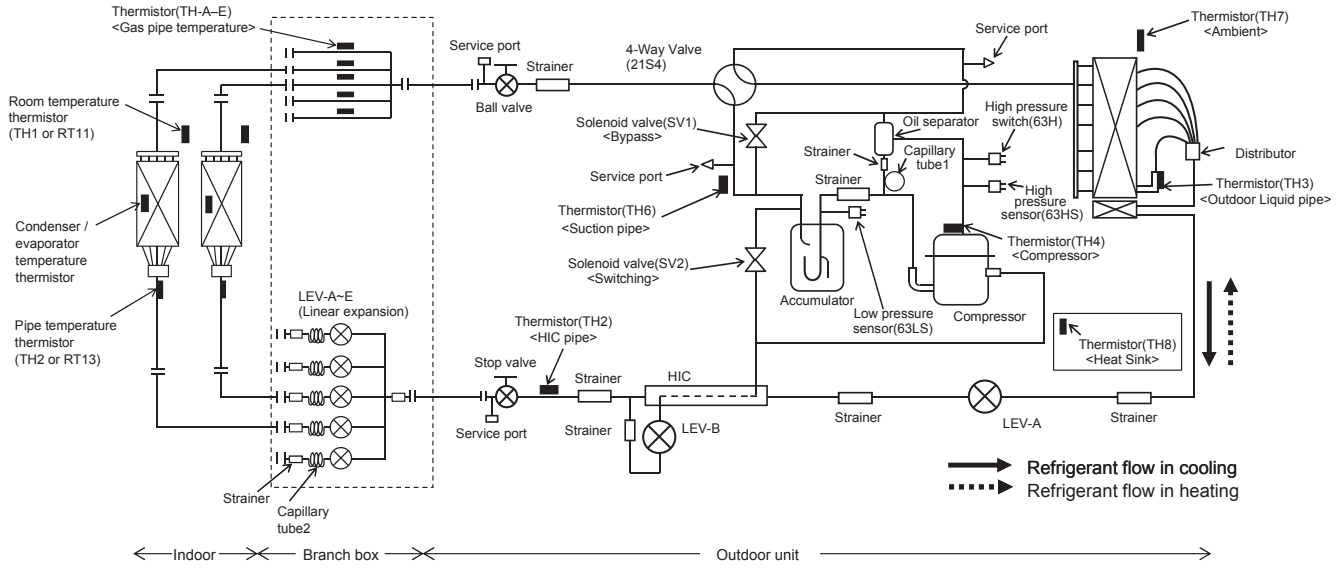 Thermistor(TH-A–E)
<Gas pipe temperature>
Service port
Ball valve
Strainer
4-Way Valve
(21S4)
Service port
Thermistor(TH7)
<Ambient>
Room temperature
thermistor
(TH1 or RT11)
Solenoid valve(SV1)
<Bypass>
Oil separator
High pressure
switch(63H)
Strainer
Capillary
tube1
Distributor
Service port
Strainer
High
pressure
sensor(63HS)
Thermistor(TH3)
<Outdoor Liquid pipe>
Thermistor(TH6)
<Suction pipe>
Condenser /
evaporator
temperature
thermistor
Thermistor(TH4)
<Compressor>
Solenoid valve(SV2)
<Switching>
Accumulator
Low pressure
sensor(63LS)
Compressor
LEV-A~E
(Linear expansion)
Pipe temperature
thermistor
(TH2 or RT13)
Thermistor(TH2)
<HIC pipe>
Thermistor(TH8)
<Heat Sink>
Stop valve
Strainer
HIC
Service port
Strainer
LEV-B
Strainer
LEV-A
Strainer
Strainer
Capillary
tube2
Refrigerant flow in cooling
Refrigerant flow in heating
Indoor
Branch box
Outdoor unit